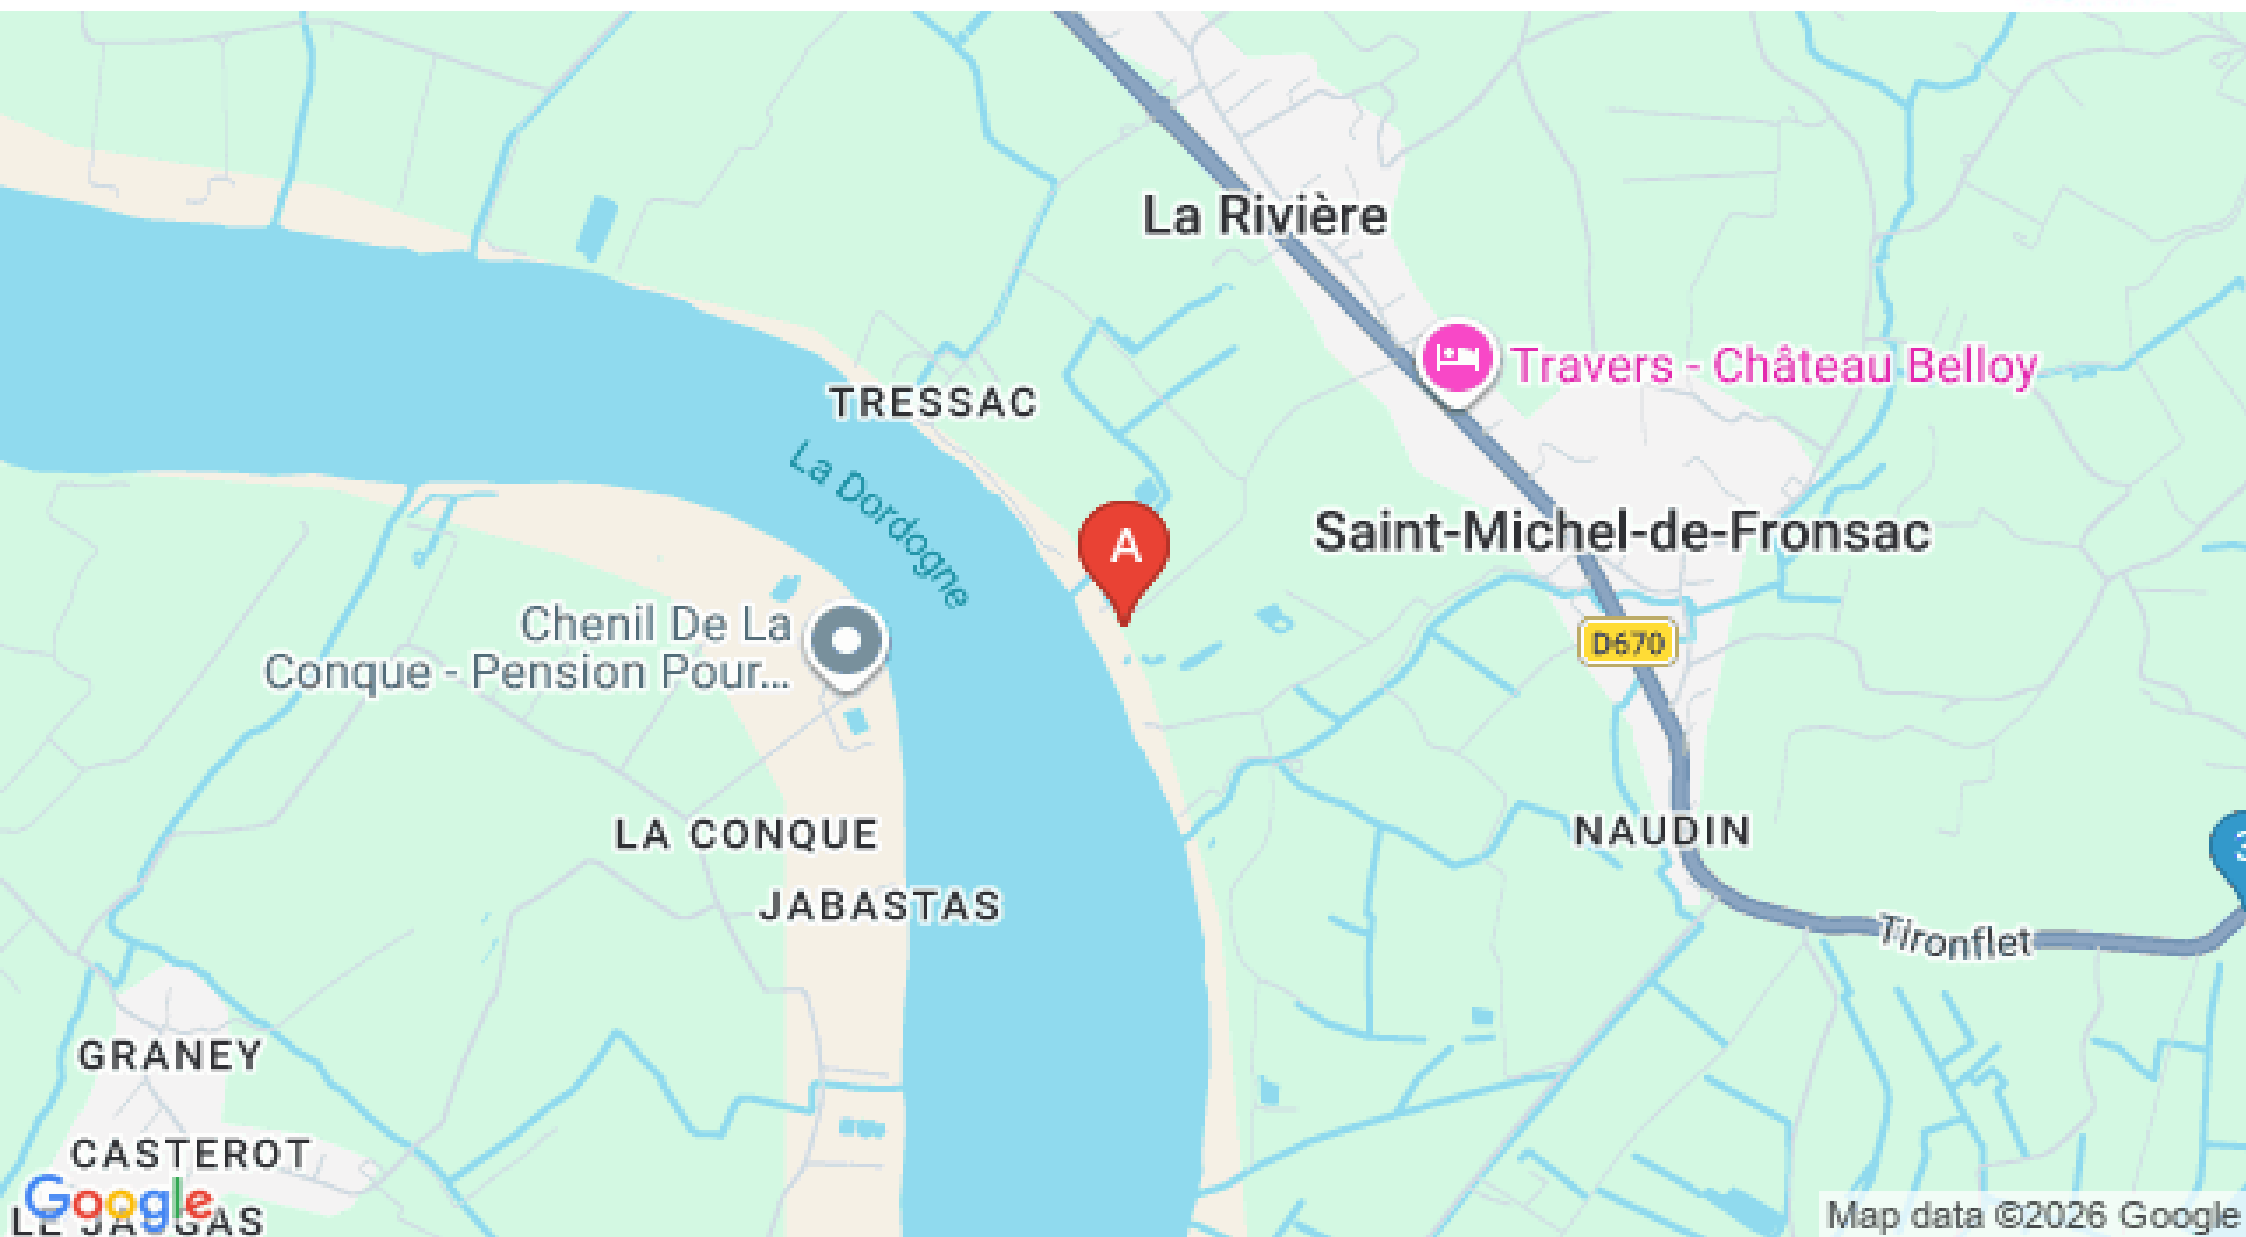 La Rivière
Travers - Château Belloy
TRESSAC
La Dordogne
A
Saint-Michel-de-Fronsac
Chenil De La
Conque - Pension Pour...
D670
LA CONQUE
NAUDIN
3
JABASTAS
Tironflet
GRANEY
CASTEROT
Google
Map data ©2026 Google